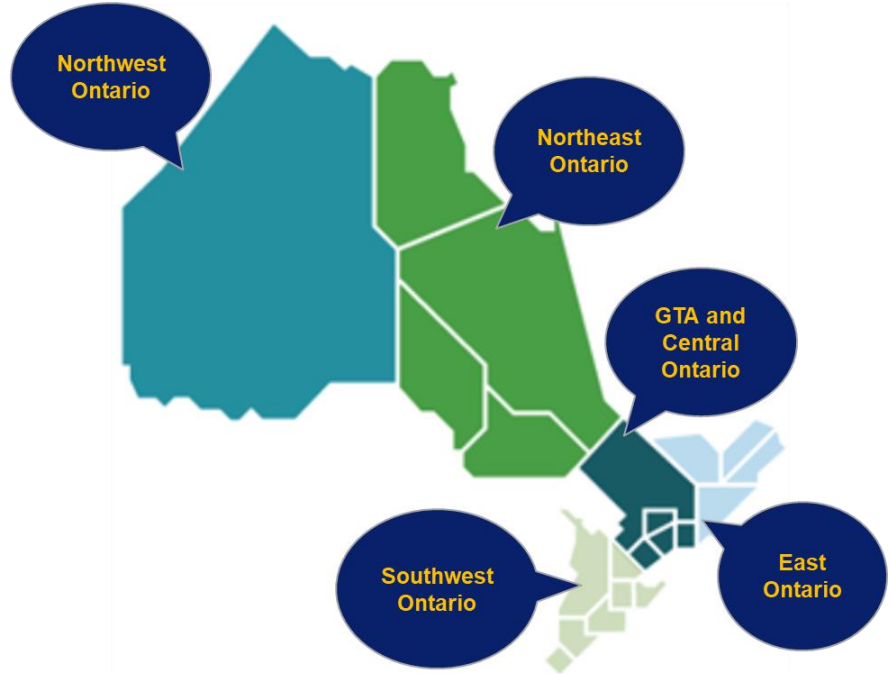 Northwest
Ontario
Northeast
Ontario
GTA and
Central
Ontario
Southwest
Ontario
East
Ontario